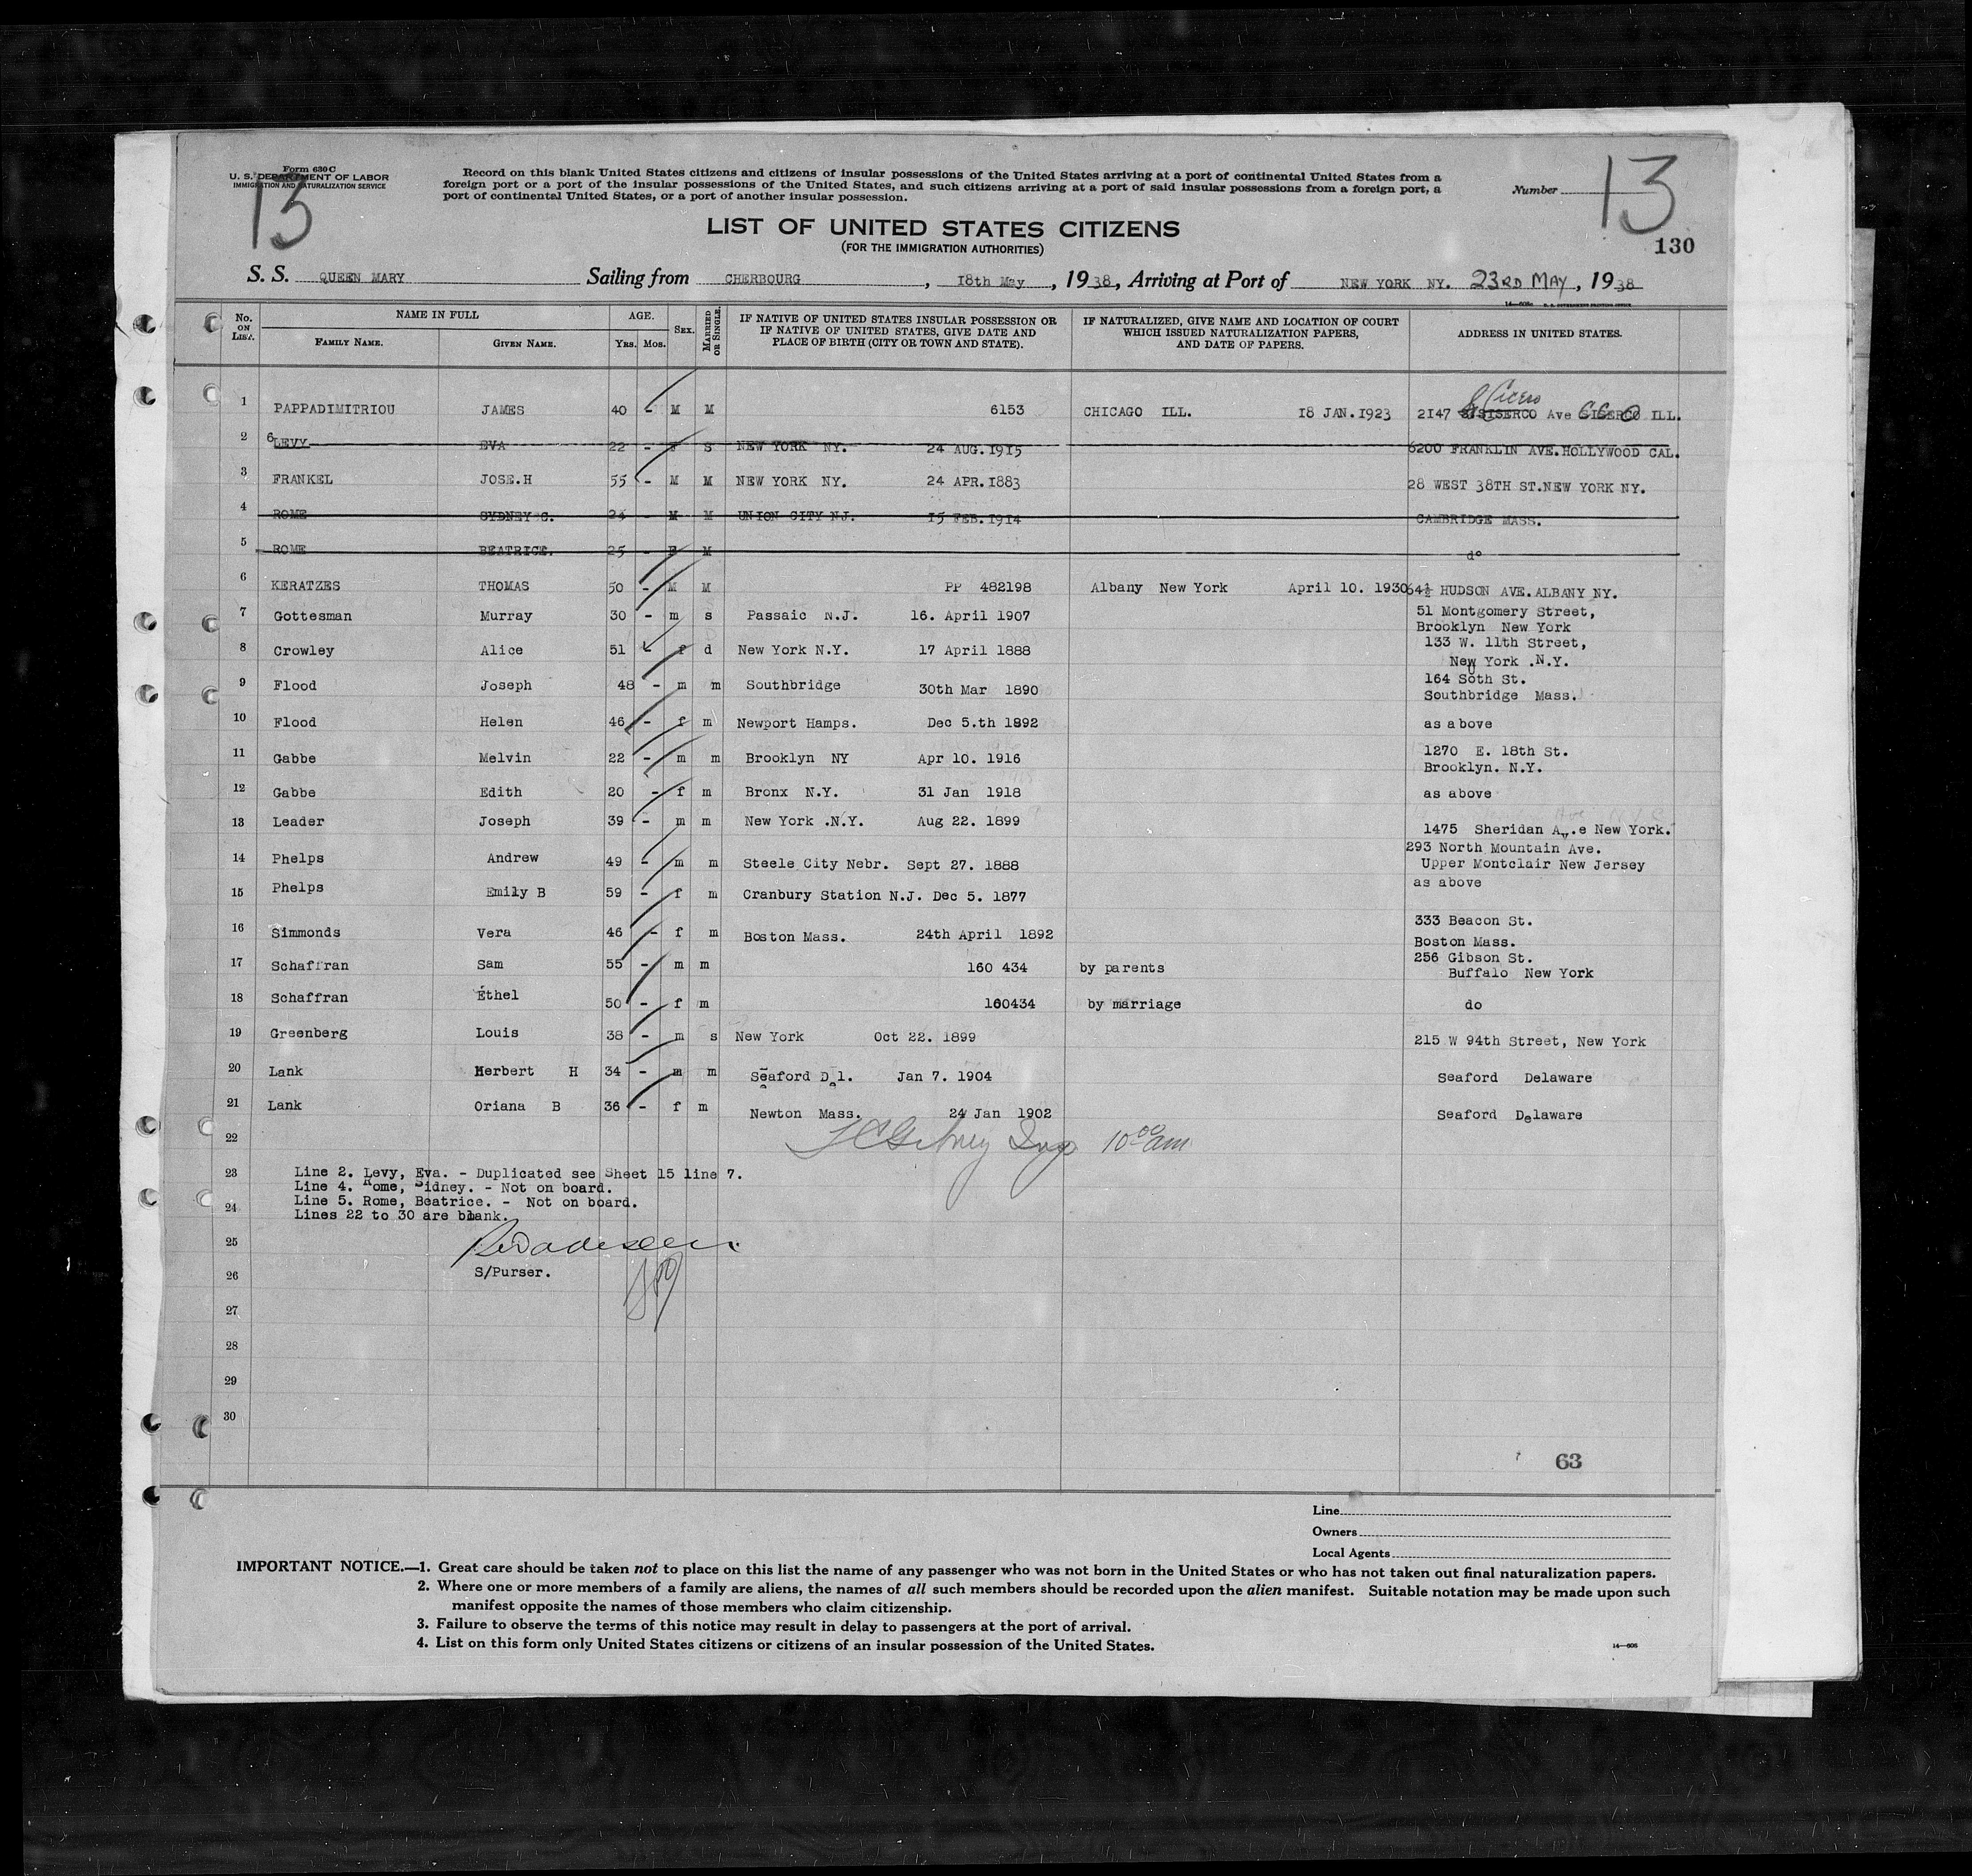 Form 630 C
U. S. DEPARTMENT OF LABOR
IMMIGRATION AND NATURALIZATION SERVICE
13
Record on this blank United States citizens and citizens of insular possessions of the United States arriving at a port of continental United States from a
foreign port or a port of the insular possessions of the United States, and such citizens arriving at a port of said insular possessions from a foreign port, a
port of continental United States, or a port of another insular possession.
Number 13
LIST OF UNITED STATES CITIZENS
(FOR THE IMMIGRATION AUTHORITIES)
130
S. S. QUEEN MARY Sailing from CHERBOURG, 18th May, 1938, Arriving at Port of NEW YORK NY. 23RD MAY, 1938
14—608a U. S. GOVERNMENT PRINTING OFFICE
No. ON LIST. NAME IN FULL FAMILY NAME. GIVEN NAME. AGE. Yrs. Mos. SEX. MARRIED OR SINGLE. IF NATIVE OF UNITED STATES INSULAR POSSESSION OR IF NATIVE OF UNITED STATES, GIVE DATE AND PLACE OF BIRTH (CITY OR TOWN AND STATE). IF NATURALIZED, GIVE NAME AND LOCATION OF COURT WHICH ISSUED NATURALIZATION PAPERS, AND DATE OF PAPERS. ADDRESS IN UNITED STATES.
S Cicero
1 PAPPADIMITRIOU JAMES 40 - M M 6153 CHICAGO ILL. 18 JAN.1923 2147 Ave ILL.
2 6 LEVY EVA 22 - F S NEW YORK NY. 24 AUG.1915 6200 FRANKLIN AVE.HOLLYWOOD CAL.
3 FRANKEL JOSE.H 55 - M M NEW YORK NY. 24 APR.1883 28 WEST 38TH ST.NEW YORK NY.
4 ROME SYDNEY C. 24 - M M UNION CITY NJ. 15 FEB.1914 CAMBRIDGE MASS.
5 ROME BEATRICE. 25 - F M do
6 KERATZES THOMAS 50 - M M PP 482198 Albany New York April 10. 1930 64½ HUDSON AVE.ALBANY NY.
7 Gottesman Murray 30 - m s Passaic N.J. 16. April 1907 51 Montgomery Street,
Brooklyn New York
8 Crowley Alice 51 - f d New York N.Y. 17 April 1888 133 W. 11th Street,
New York .N.Y.
9 Flood Joseph 48 - m m Southbridge 30th Mar 1890 164 South St.
Southbridge Mass.
10 Flood Helen 46 - f m Newport Hamps. Dec 5.th 1892 as above
11 Gabbe Melvin 22 - m m Brooklyn NY Apr 10. 1916 1270 E. 18th St.
Brooklyn. N.Y.
12 Gabbe Edith 20 - f m Bronx N.Y. 31 Jan 1918 as above
13 Leader Joseph 39 - m m New York .N.Y. Aug 22. 1899 1475 Sheridan Av.e New York.
14 Phelps Andrew 49 - m m Steele City Nebr. Sept 27. 1888 293 North Mountain Ave.
Upper Montclair New Jersey
15 Phelps Emily B 59 - f m Cranbury Station N.J. Dec 5. 1877 as above
16 Simmonds Vera 46 - f m Boston Mass. 24th April 1892 333 Beacon St.
Boston Mass.
17 Schaffran Sam 55 - m m 160 434 by parents 256 Gibson St.
Buffalo New York
18 Schaffran Ethel 50 - f m 160434 by marriage do
19 Greenberg Louis 38 - m s New York Oct 22. 1899 215 W 94th Street, New York
20 Lank Herbert H 34 - m m Seaford Del. Jan 7. 1904 Seaford Delaware
21 Lank Oriana B 36 - f m Newton Mass. 24 Jan 1902 Seaford Delaware
22 10 00 am
23 Line 2. Levy, Eva. - Duplicated see Sheet 15 line 7.
Line 4. Rome, Sidney. - Not on board.
24 Line 5. Rome, Beatrice. - Not on board.
Lines 22 to 30 are blank.
25
26 S/Purser.
27
28
29
30
63
Line
Owners
Local Agents
IMPORTANT NOTICE.—1. Great care should be taken not to place on this list the name of any passenger who was not born in the United States or who has not taken out final naturalization papers.
2. Where one or more members of a family are aliens, the names of all such members should be recorded upon the alien manifest. Suitable notation may be made upon such
manifest opposite the names of those members who claim citizenship.
3. Failure to observe the terms of this notice may result in delay to passengers at the port of arrival.
4. List on this form only United States citizens or citizens of an insular possession of the United States.
14—608